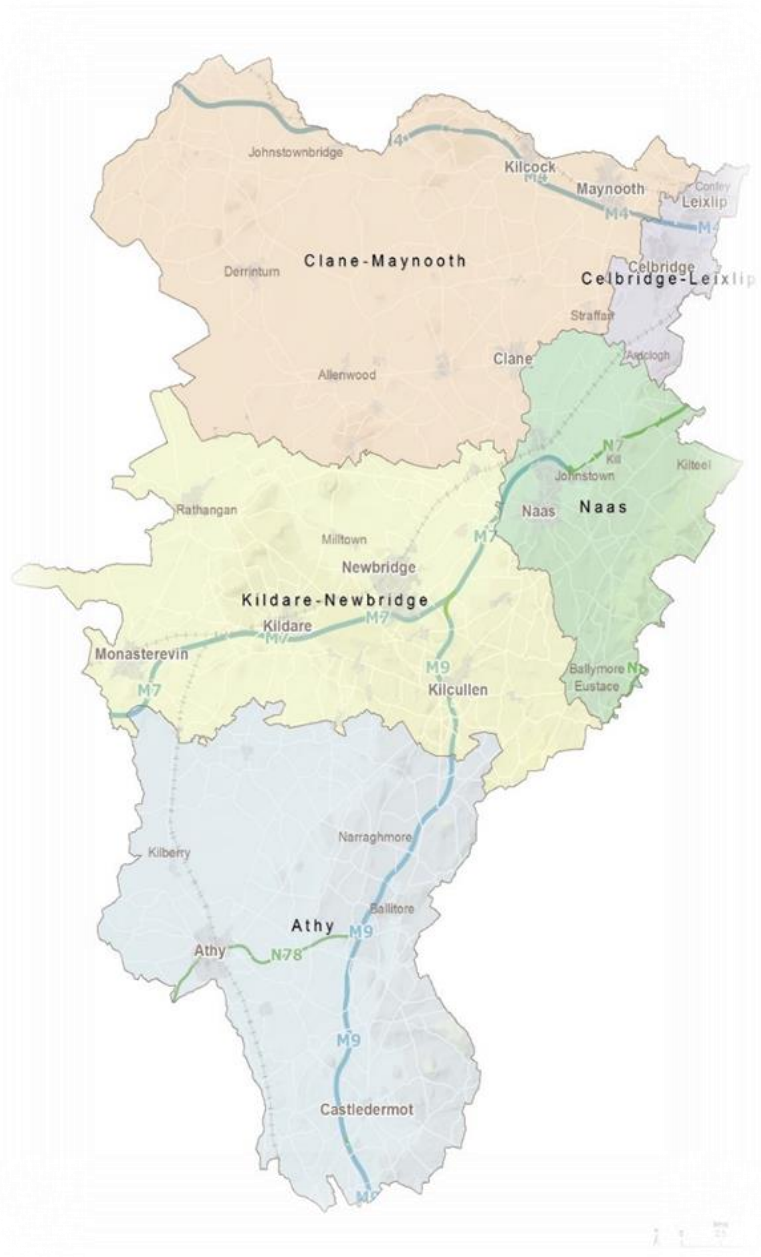 Johnstownbridge
Kilcock
M4
Maynooth
M4
Confey
Leixlip
Clane-Maynooth
Derrinturn
Celbridge
Celbridge-Leixlip
Straffan
Clane
Ardclogh
Allenwood
N7
Kill
Johnstown
Kilteel
Rathangan
Naas
Naas
M7
Milltown
Newbridge
Kildare-Newbridge
M7
Kildare
M7
Monasterevin
M9
Kilcullen
Ballymore
Eustace
M7
Narraghmore
Kilberry
Ballitore
Athy
M9
Athy
N78
M9
Castledermot